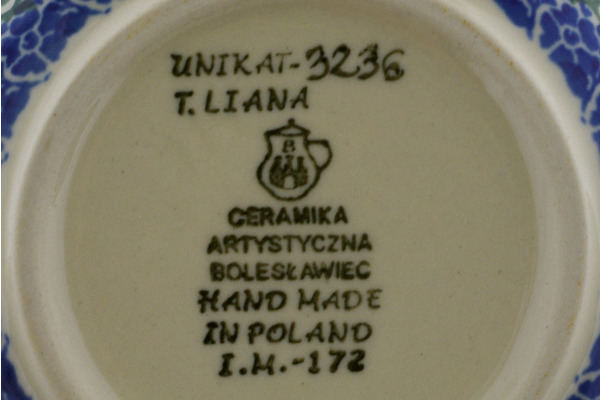 UNIKAT-3236
T. LIANA
B
CERAMIKA
ARTYSTYCZNA
BOLESŁAWIEC
HAND MADE
IN POLAND
I.M.-172